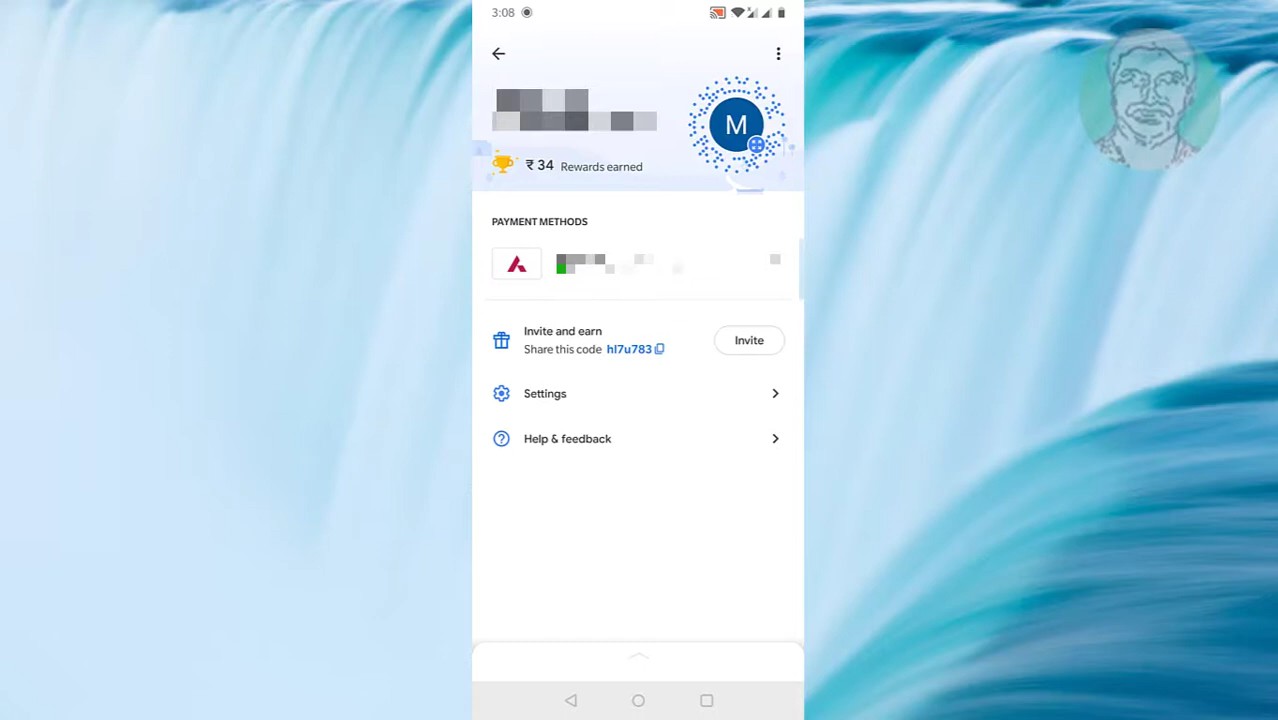 3:08
M
₹ 34 Rewards earned
PAYMENT METHODS
Invite and earn
Share this code hl7u783
Invite
Settings
Help & feedback